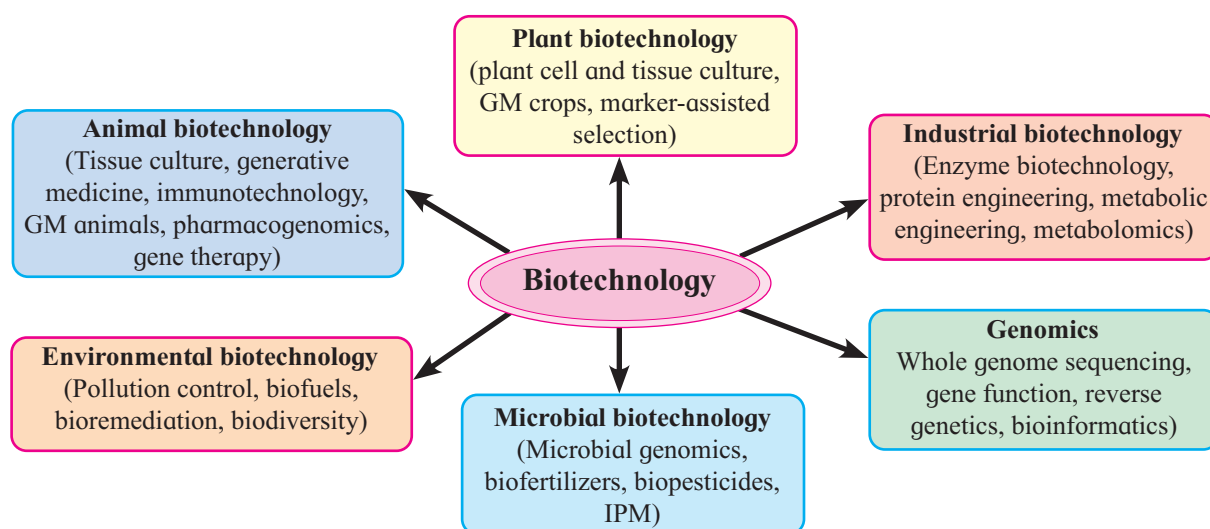 Plant biotechnology
(plant cell and tissue culture,
GM crops, marker-assisted
selection)
Animal biotechnology
(Tissue culture, generative
medicine, immunotechnology,
GM animals, pharmacogenomics,
gene therapy)
Industrial biotechnology
(Enzyme biotechnology,
protein engineering, metabolic
engineering, metabolomics)
Biotechnology
Environmental biotechnology
(Pollution control, biofuels,
bioremediation, biodiversity)
Microbial biotechnology
(Microbial genomics,
biofertilizers, biopesticides,
IPM)
Genomics
Whole genome sequencing,
gene function, reverse
genetics, bioinformatics)